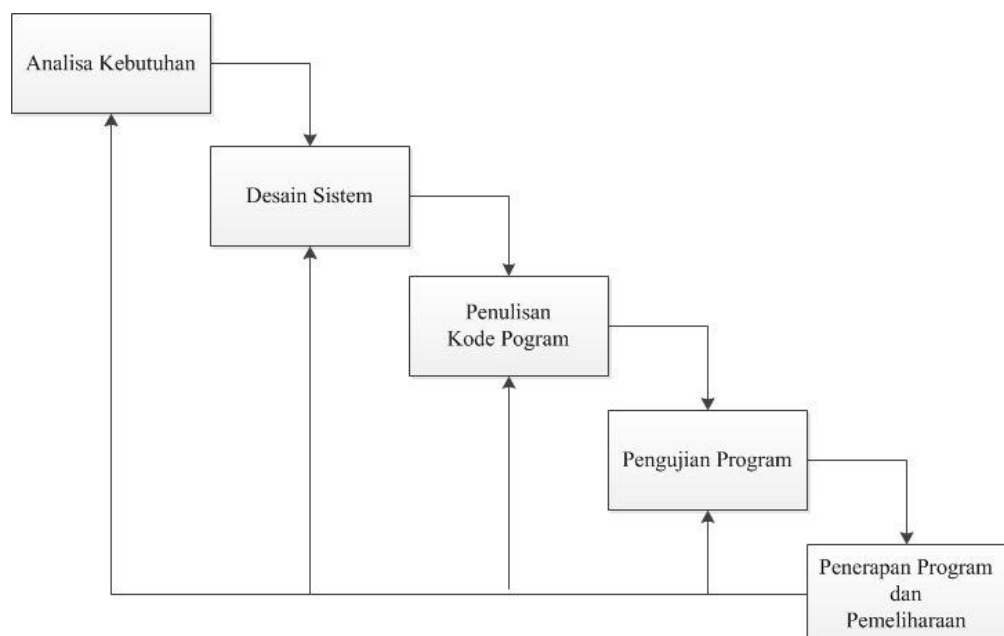 Analisa Kebutuhan
Desain Sistem
Penulisan
Kode Pogram
Pengujian Program
Penerapan Program
dan
Pemeliharaan